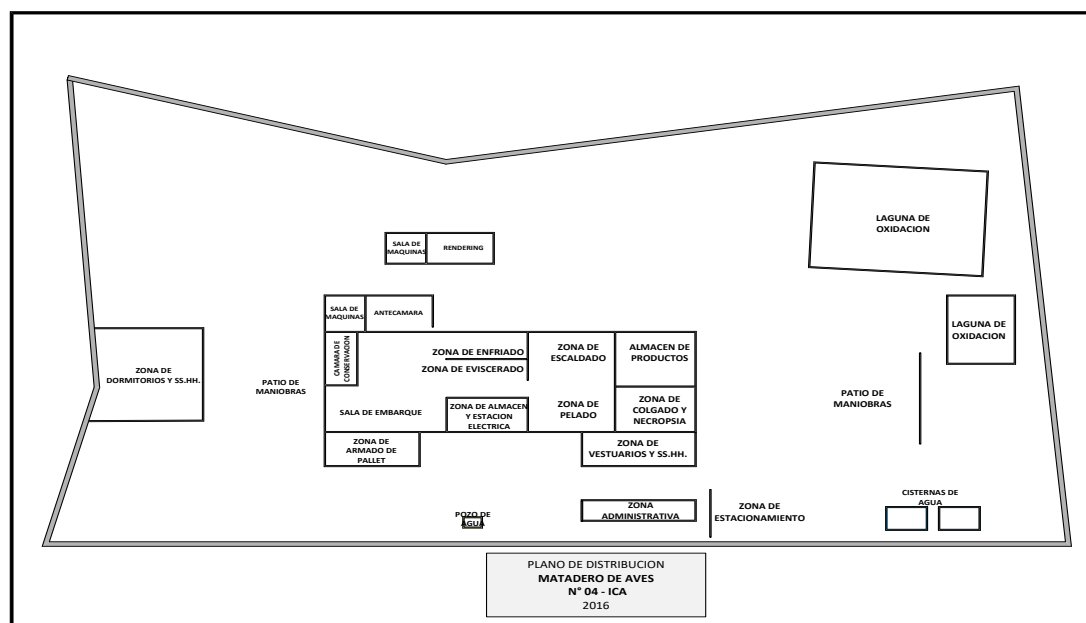 LAGUNA DE
OXIDACION
SALA DE
MAQUINAS
RENDERING
SALA DE
MAQUINAS
ANTECAMARA
LAGUNA DE
OXIDACION
CAMARA DE
CONSERVACION
ZONA DE ENFRIADO
ZONA DE EVISCERADO
ZONA DE
ESCALDADO
ALMACEN DE
PRODUCTOS
ZONA DE
DORMITORIOS Y SS.HH.
PATIO DE
MANIOBRAS
PATIO DE
MANIOBRAS
SALA DE EMBARQUE
ZONA DE ALMACEN
Y ESTACION
ELECTRICA
ZONA DE
PELADO
ZONA DE
COLGADO Y
NECROPSIA
ZONA DE
ARMADO DE
PALLET
ZONA DE
VESTUARIOS Y SS.HH.
POZO DE
AGUA
ZONA
ADMINISTRATIVA
ZONA DE
ESTACIONAMIENTO
CISTERNAS DE
AGUA
PLANO DE DISTRIBUCION
MATADERO DE AVES
N° 04 - ICA
2016